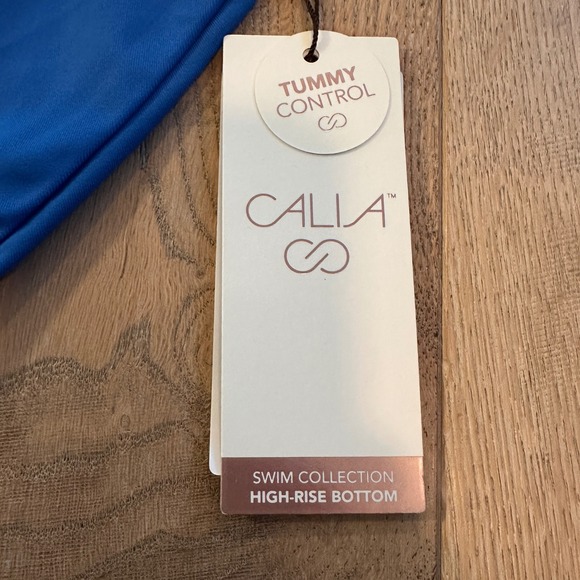 TUMMY
CONTROL
CALIA™
SWIM COLLECTION
HIGH-RISE BOTTOM